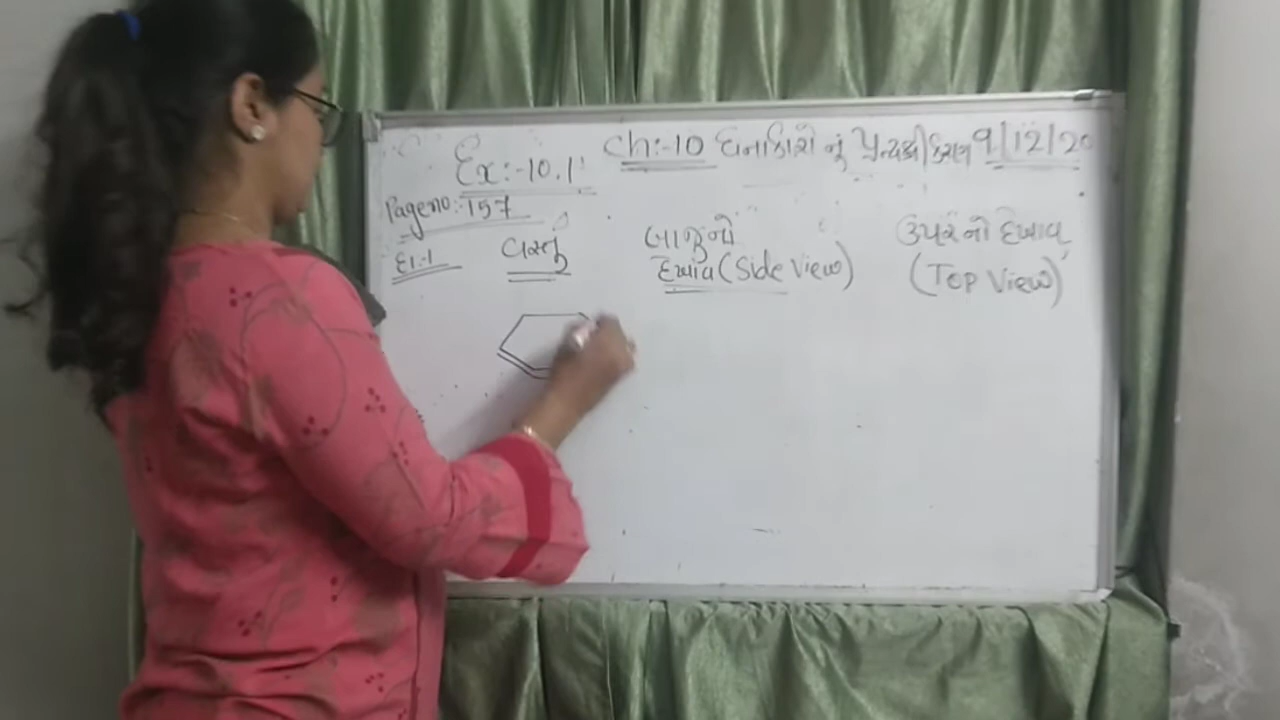 Ex:-10.1
Ch:-10 ઘનાકારો નું પ્રત્યક્ષીકરણ 9/12/20
Page no:-157
દા.1
વસ્તુ
બાજુનો
દેખાવ (Side View)
ઉપરનો દેખાવ
(Top View)